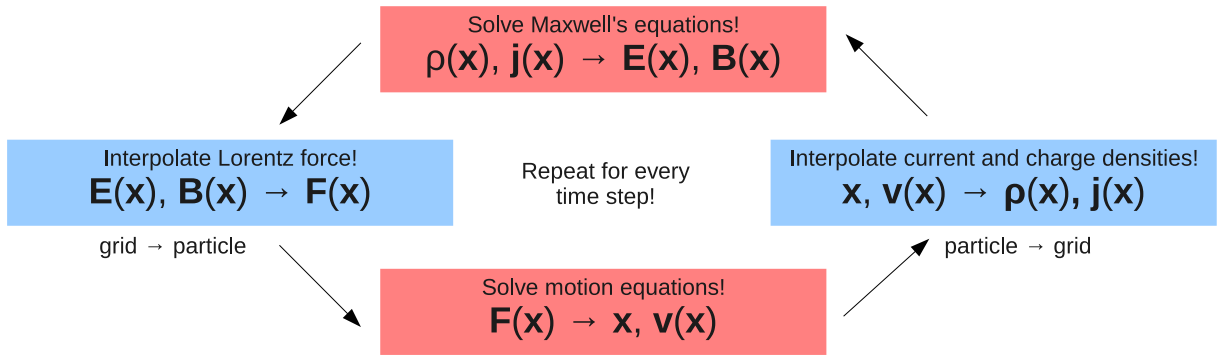 Solve Maxwell's equations!
ρ(x), j(x) → E(x), B(x)
Interpolate Lorentz force!
E(x), B(x) → F(x)
grid → particle
Repeat for every
time step!
Interpolate current and charge densities!
x, v(x) → ρ(x), j(x)
particle → grid
Solve motion equations!
F(x) → x, v(x)